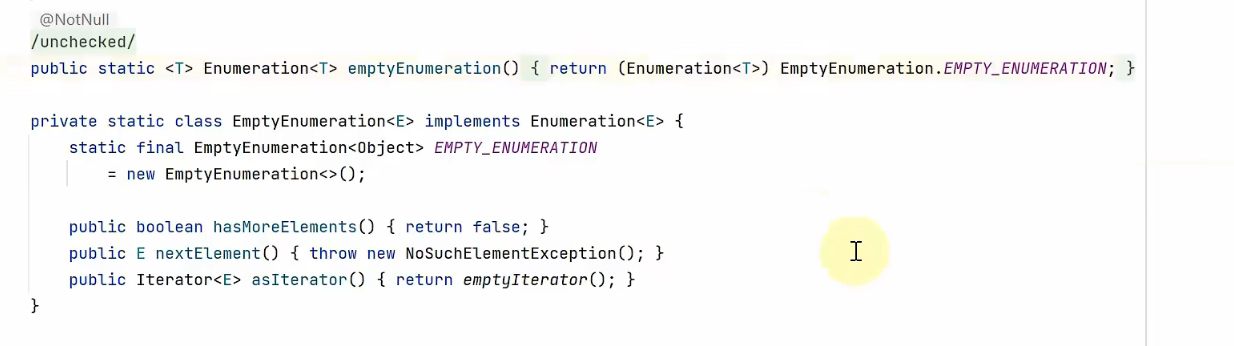 @NotNull
/unchecked/
public static <T> Enumeration<T> emptyEnumeration() { return (Enumeration<T>) EmptyEnumeration.EMPTY_ENUMERATION; }
private static class EmptyEnumeration<E> implements Enumeration<E> {
static final EmptyEnumeration<Object> EMPTY_ENUMERATION
= new EmptyEnumeration<>();
public boolean hasMoreElements() { return false; }
public E nextElement() { throw new NoSuchElementException(); }
public Iterator<E> asIterator() { return emptyIterator(); }
}